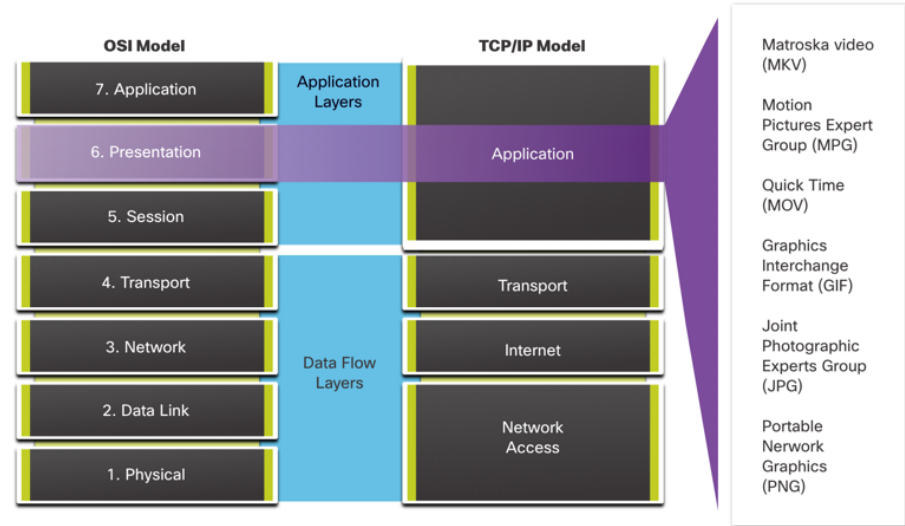 OSI Model
TCP/IP Model
7. Application
6. Presentation
5. Session
4. Transport
3. Network
2. Data Link
1. Physical
Application
Layers
Data Flow
Layers
Application
Transport
Internet
Network
Access
Matroska video
(MKV)
Motion
Pictures Expert
Group (MPG)
Quick Time
(MOV)
Graphics
Interchange
Format (GIF)
Joint
Photographic
Experts Group
(JPG)
Portable
Nerwork
Graphics
(PNG)